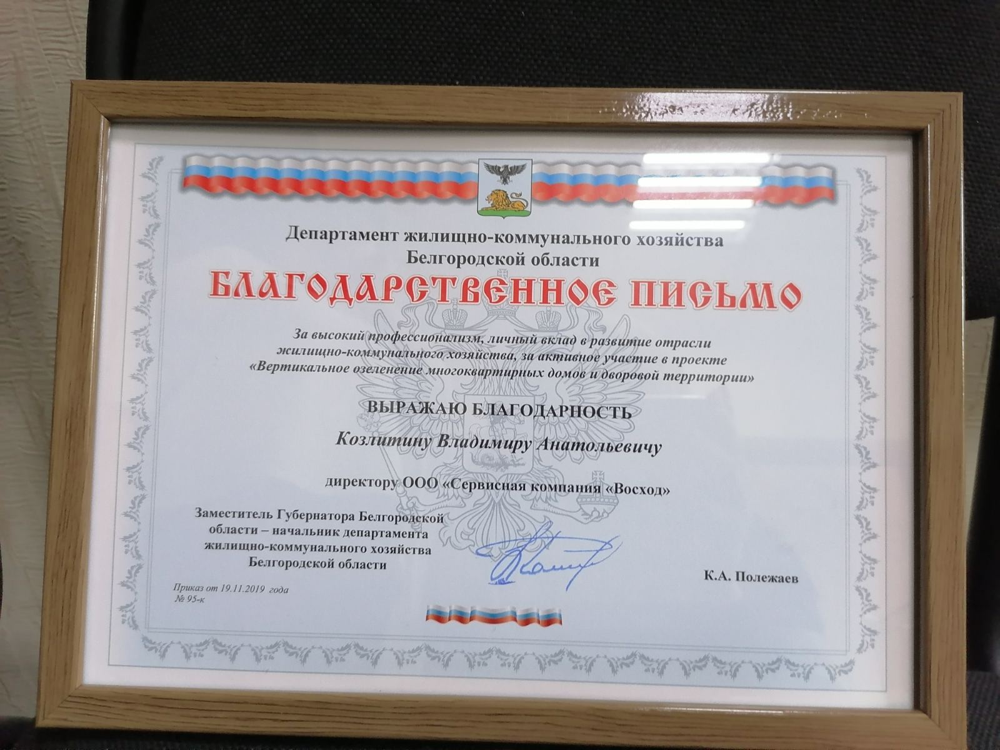 Департамент жилищно-коммунального хозяйства
Белгородской области
БЛАГОДАРСТВЕННОЕ ПИСЬМО
За высокий профессионализм, личный вклад в развитие отрасли
жилищно-коммунального хозяйства, за активное участие в проекте
«Вертикальное озеленение многоквартирных домов и дворовой территории»
ВЫРАЖАЮ БЛАГОДАРНОСТЬ
Козлитину Владимиру Анатольевичу
директору ООО «Сервисная компания «Восход»
Заместитель Губернатора Белгородской
области – начальник департамента
жилищно-коммунального хозяйства
Белгородской области
К.А. Полежаев
Приказ от 19.11.2019 года
№ 95-к